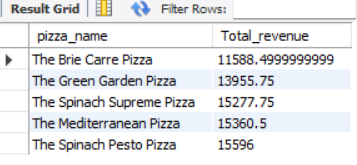 Result Grid Filter Rows:
pizza_name Total_revenue
The Brie Carre Pizza 11588.4999999999
The Green Garden Pizza 13955.75
The Spinach Supreme Pizza 15277.75
The Mediterranean Pizza 15360.5
The Spinach Pesto Pizza 15596